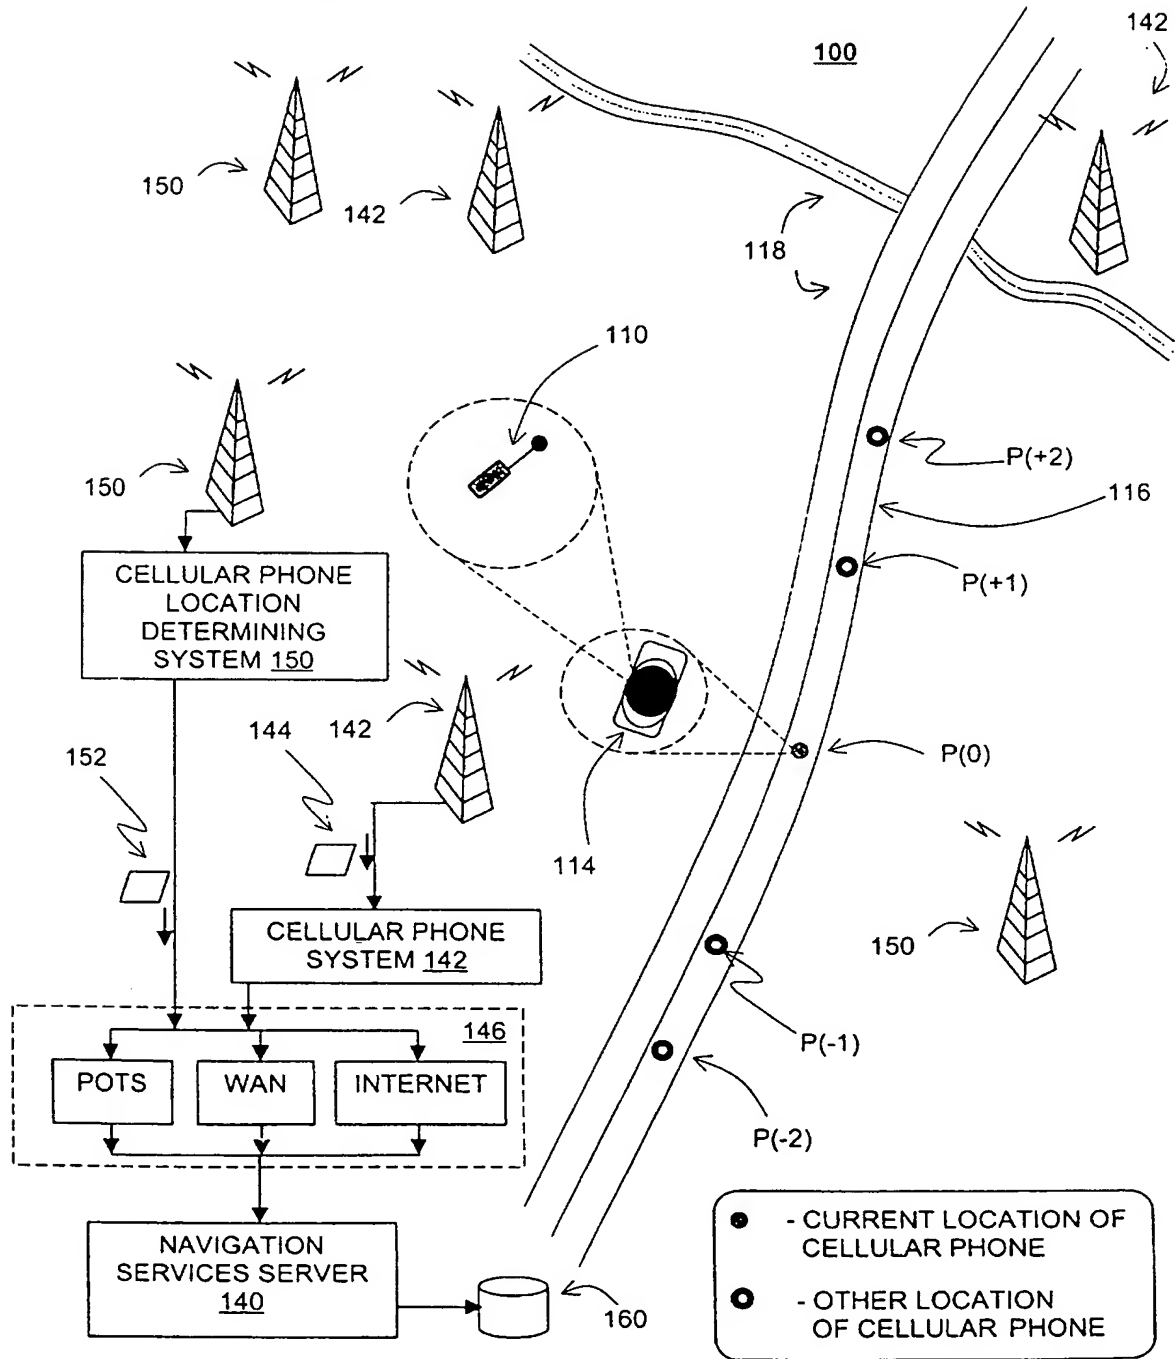 142
100
150
142
118
110
P(+2)
150
116
P(+1)
CELLULAR PHONE
LOCATION
DETERMINING
SYSTEM 150
144
142
152
P(0)
114
CELLULAR PHONE
SYSTEM 142
150
146
P(-1)
POTS
WAN
INTERNET
P(-2)
NAVIGATION
SERVICES SERVER
140
160
- CURRENT LOCATION OF
CELLULAR PHONE
- OTHER LOCATION
OF CELLULAR PHONE